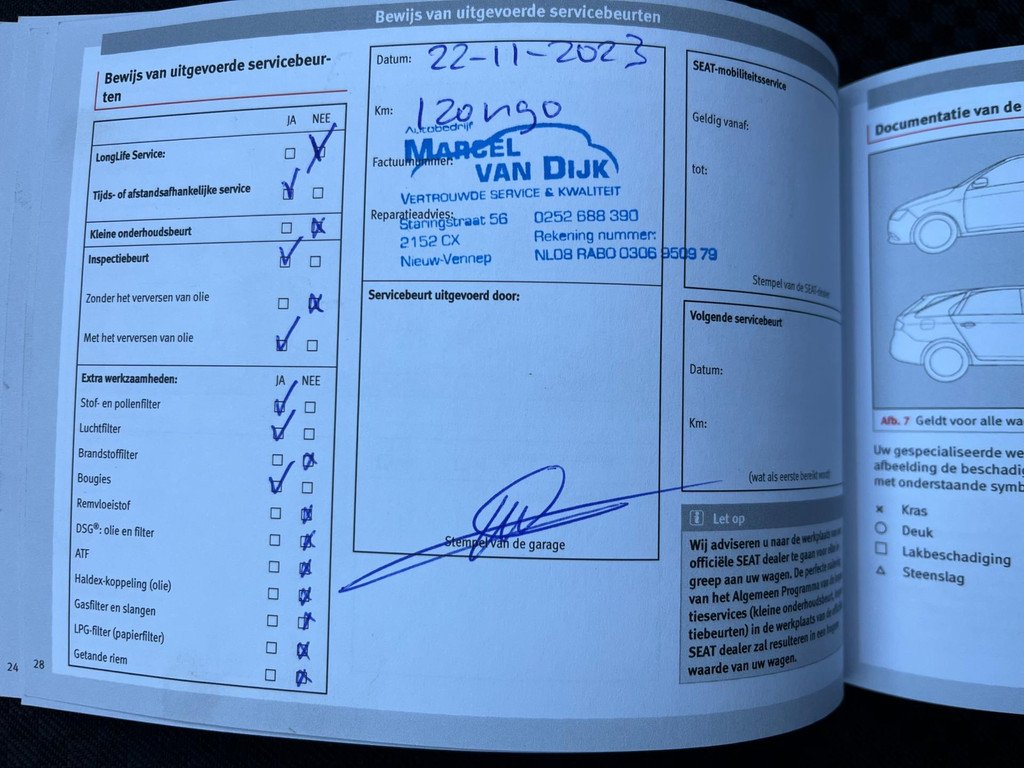 Bewijs van uitgevoerde servicebeurten
Bewijs van uitgevoerde servicebeur-
ten
JA NEE
LongLife Service:
Tijds- of afstandsafhankelijke service
Kleine onderhoudsbeurt
Inspectiebeurt
Zonder het verversen van olie
Met het verversen van olie
Extra werkzaamheden: JA NEE
Stof- en pollenfilter
Luchtfilter
Brandstoffilter
Bougies
Remvloeistof
DSG®: olie en filter
ATF
Haldex-koppeling (olie)
Gasfilter en slangen
LPG-filter (papierfilter)
Getande riem
24 28
Datum: 22-11-2023
Km:
Autobedrijf
MARCEL
VAN DIJK
Factuurnummer:
VERTROUWDE SERVICE & KWALITEIT
Reparatieadvies:
Staringstraat 56 0252 688 390
2152 CX Rekening nummer:
Nieuw-Vennep NL08 RABO 0306 9509 79
Servicebeurt uitgevoerd door:
Stempel van de garage
SEAT-mobiliteitsservice
Geldig vanaf:
tot:
Stempel van de SEAT-dealer
Volgende servicebeurt
Datum:
Km:
(wat als eerste bereikt word)
Let op
Wij adviseren u naar de werkplaats
officiële SEAT dealer te gaan voor
greep aan uw wagen. De perfecte
van het Algemeen Programma van
tieservices (kleine onderhoudsbeurt,
tiebeurten) in de werkplaats van de
SEAT dealer zal resulteren in een hogere
waarde van uw wagen.
Documentatie van de
Afb. 7 Geldt voor alle wa
Uw gespecialiseerde we
afbeelding de beschadig
met onderstaande symb
Kras
Deuk
Lakbeschadiging
Steenslag